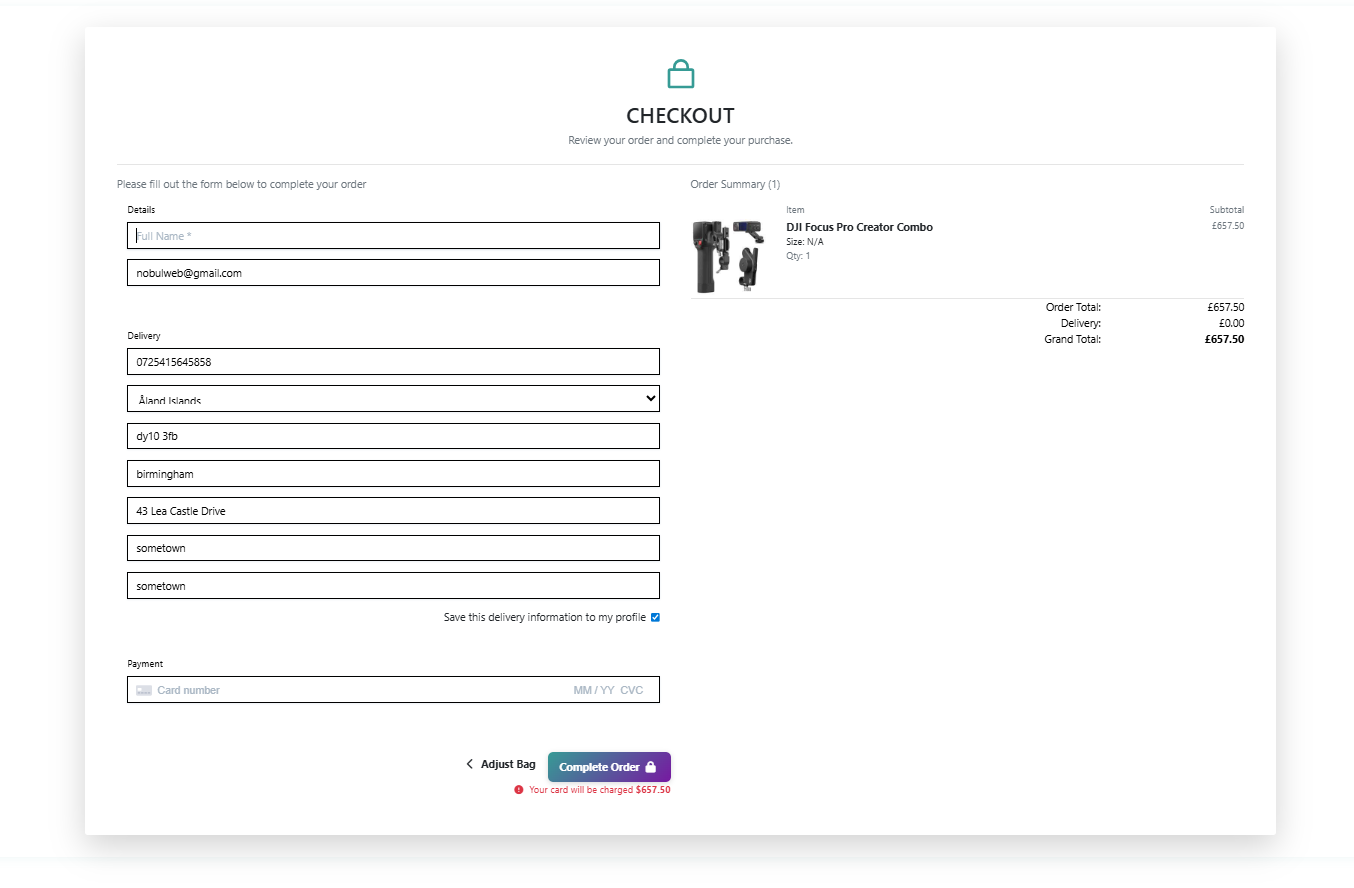 CHECKOUT
Review your order and complete your purchase.
Please fill out the form below to complete your order
Details
Full Name *
nobulweb@gmail.com
Delivery
0725415645858
Åland Islands
dy10 3fb
birmingham
43 Lea Castle Drive
sometown
sometown
Save this delivery information to my profile
Payment
Card number MM / YY CVC
Adjust Bag
Complete Order
Your card will be charged $657.50
Order Summary (1)
Item Subtotal
DJI Focus Pro Creator Combo £657.50
Size: N/A
Qty: 1
Order Total: £657.50
Delivery: £0.00
Grand Total: £657.50